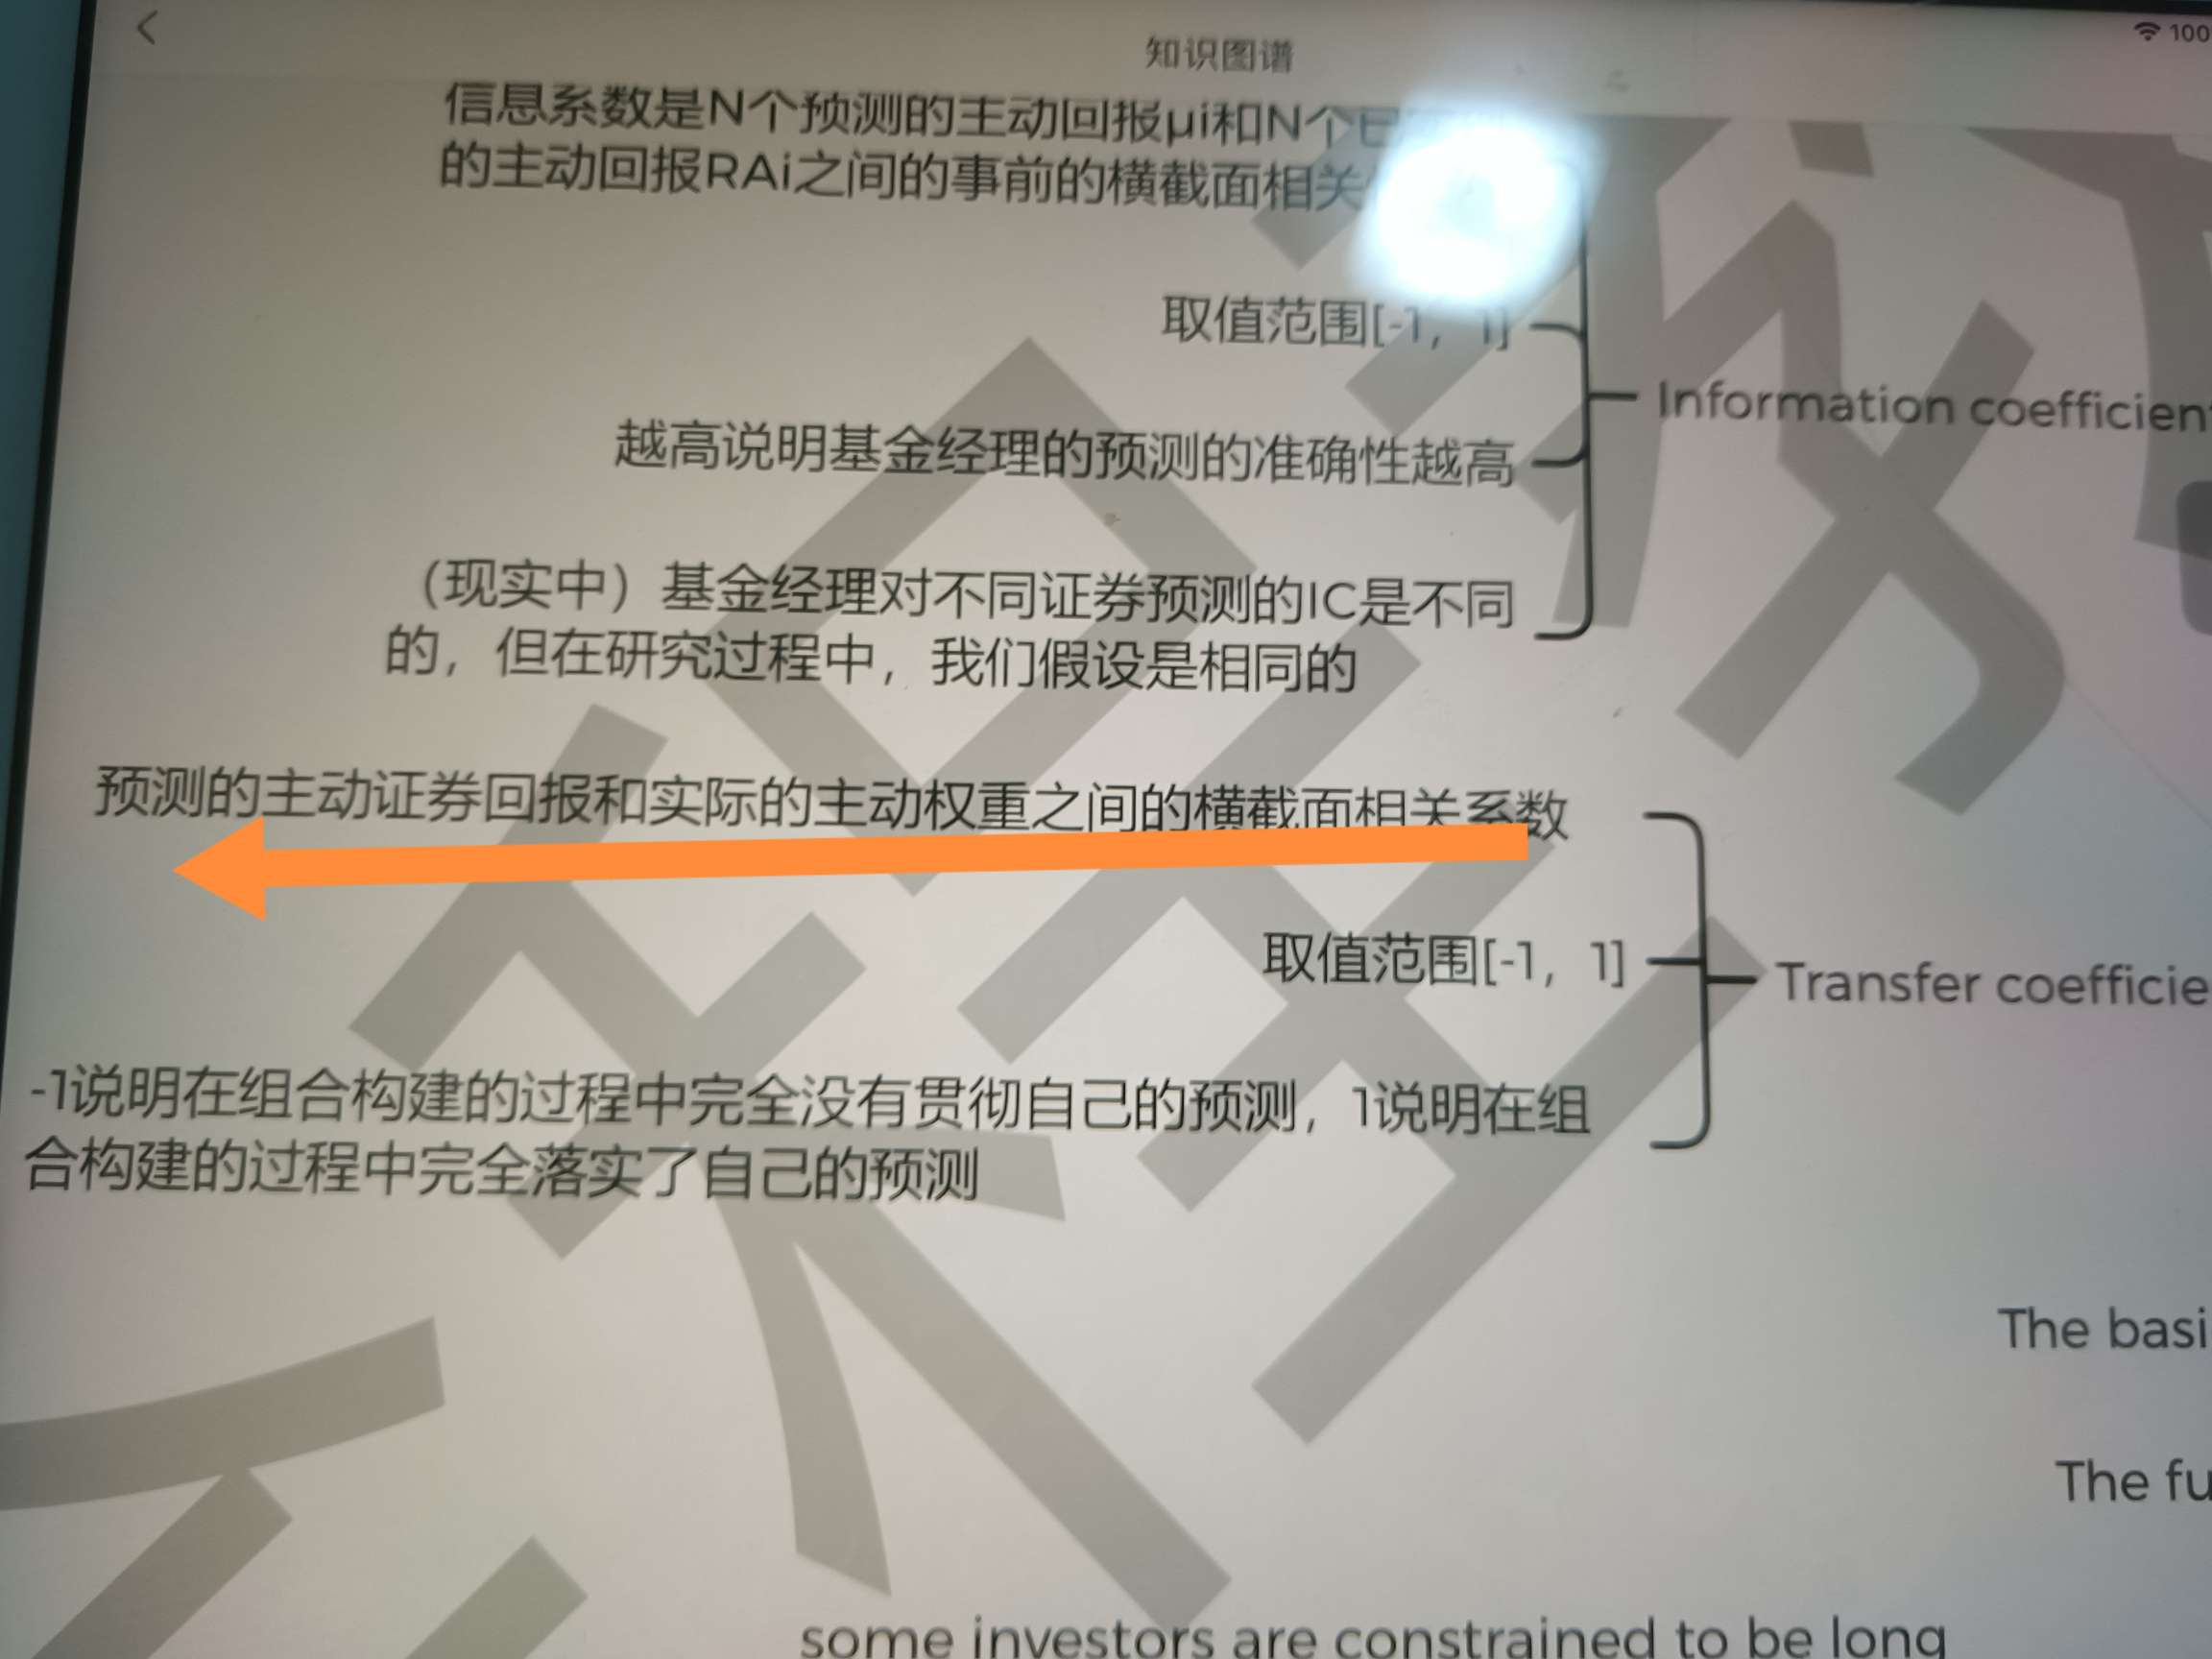 知识图谱
100
信息系数是N个预测的主动回报μi和N个已
的主动回报RAi之间的事前的横截面相关
取值范围[-1, 1]
Information coefficien
越高说明基金经理的预测的准确性越高
（现实中）基金经理对不同证券预测的IC是不同
的，但在研究过程中，我们假设是相同的
预测的主动证券回报和实际的主动权重之间的横截面相关系数
取值范围[-1, 1]
Transfer coefficie
-1说明在组合构建的过程中完全没有贯彻自己的预测，1说明在组
合构建的过程中完全落实了自己的预测
The basi
The fu
some investors are constrained to be long